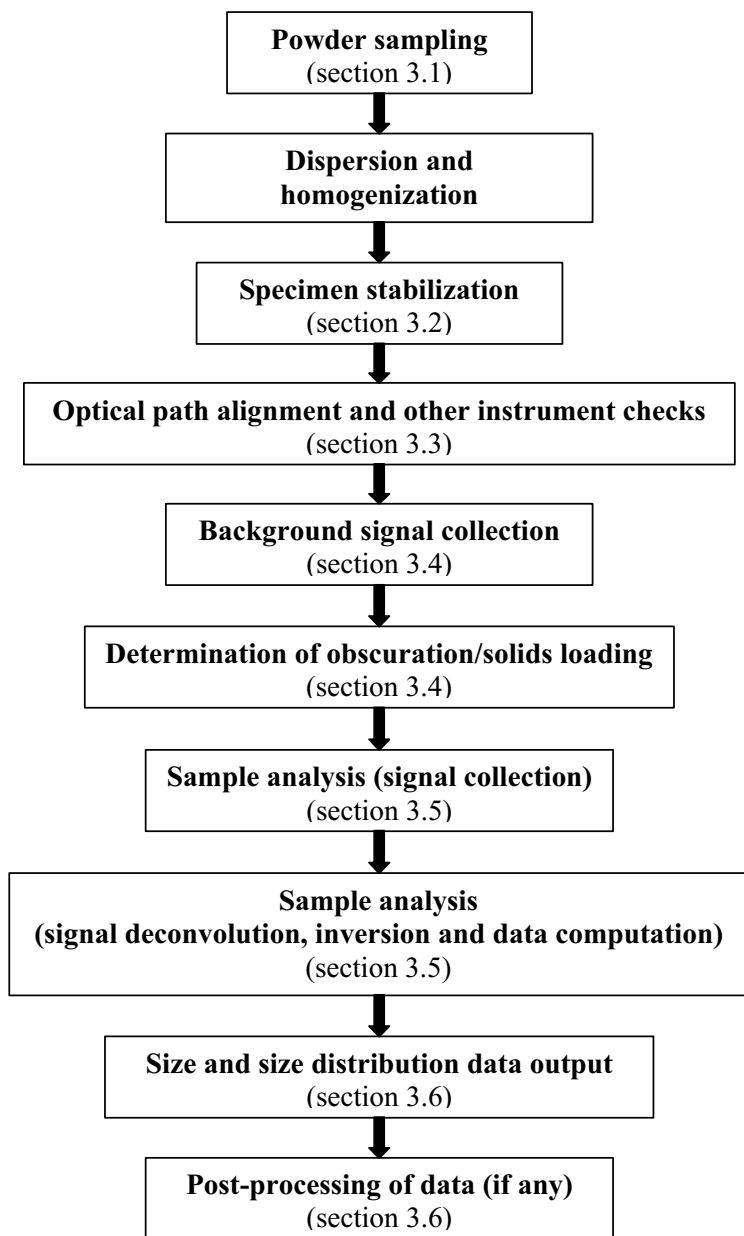 Powder sampling
(section 3.1)
Dispersion and
homogenization
Specimen stabilization
(section 3.2)
Optical path alignment and other instrument checks
(section 3.3)
Background signal collection
(section 3.4)
Determination of obscuration/solids loading
(section 3.4)
Sample analysis (signal collection)
(section 3.5)
Sample analysis
(signal deconvolution, inversion and data computation)
(section 3.5)
Size and size distribution data output
(section 3.6)
Post-processing of data (if any)
(section 3.6)